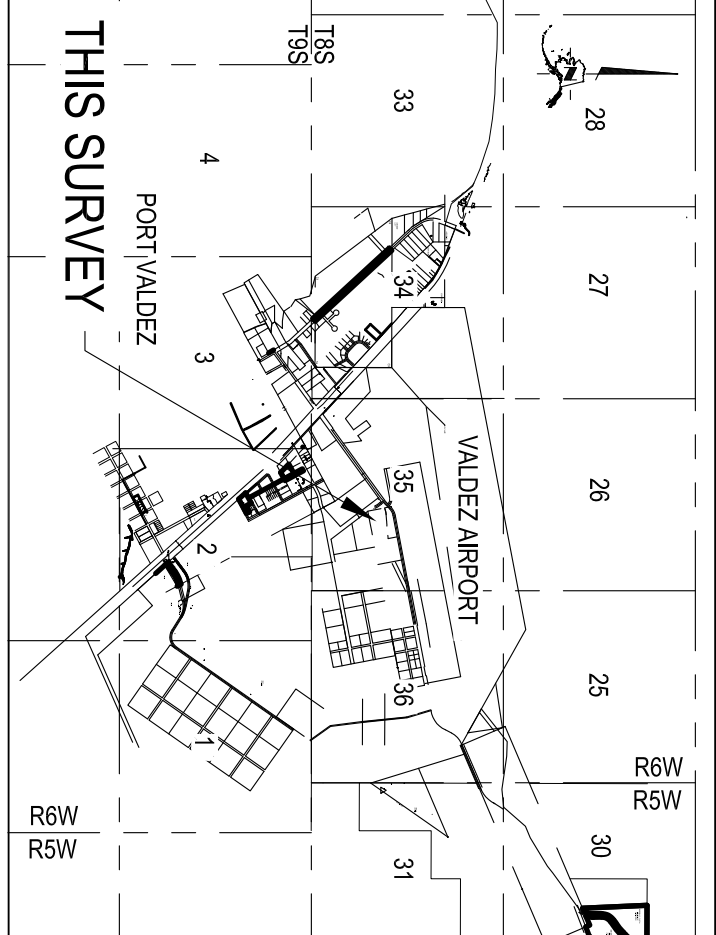 N
28
27
26
25
R6W
R5W
30
T8S
T9S
33
34
VALDEZ AIRPORT
35
36
31
4
3
2
1
PORT VALDEZ
THIS SURVEY
R6W
R5W